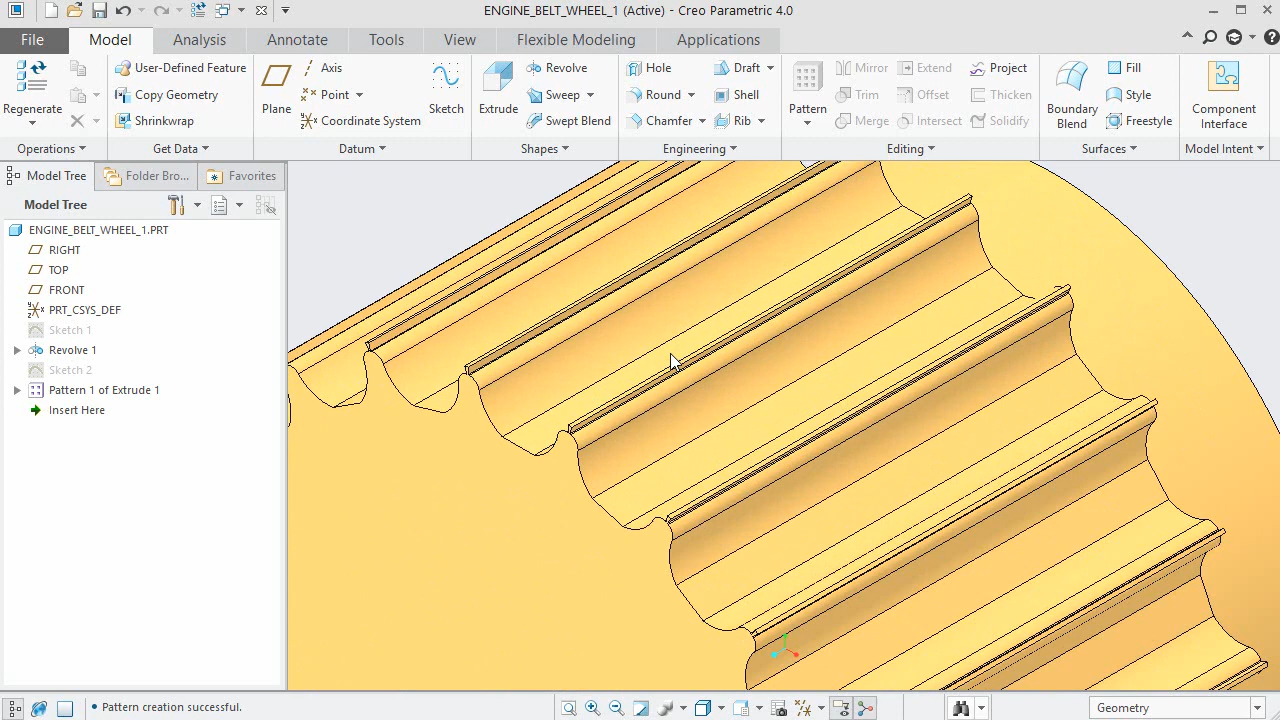 ENGINE_BELT_WHEEL_1 (Active) - Creo Parametric 4.0
File Model Analysis Annotate Tools View Flexible Modeling Applications
Regenerate
User-Defined Feature
Copy Geometry
Shrinkwrap
Plane
Axis
Point
Coordinate System
Sketch
Extrude
Revolve
Sweep
Swept Blend
Hole
Round
Chamfer
Draft
Shell
Rib
Pattern
Mirror
Trim
Merge
Extend
Offset
Intersect
Project
Thicken
Solidify
Boundary
Blend
Fill
Style
Freestyle
Component
Interface
Operations Get Data Datum Shapes Engineering Editing Surfaces Model Intent
Model Tree Folder Bro... Favorites
Model Tree
ENGINE_BELT_WHEEL_1.PRT
RIGHT
TOP
FRONT
PRT_CSYS_DEF
Sketch 1
Revolve 1
Sketch 2
Pattern 1 of Extrude 1
Insert Here
• Pattern creation successful.
Geometry